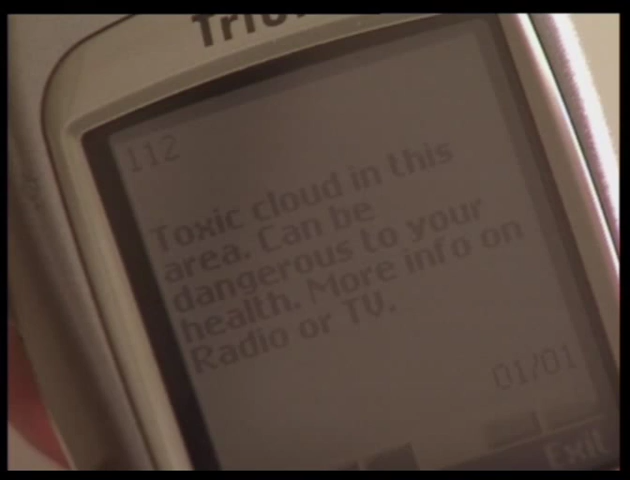 112
Toxic cloud in this
area. Can be
dangerous to your
health. More info on
Radio or TV.
01/01
Exit